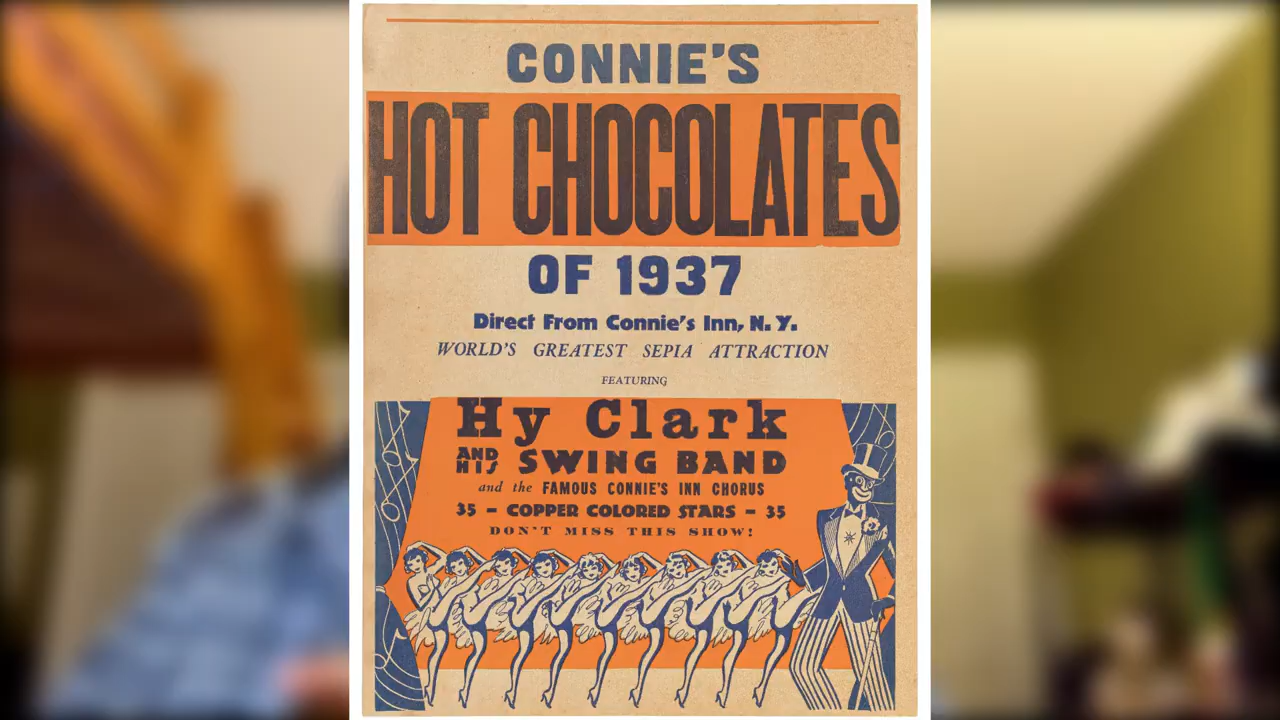 CONNIE'S
HOT CHOCOLATES
OF 1937
Direct From Connie's Inn, N. Y.
WORLD'S GREATEST SEPIA ATTRACTION
FEATURING
Hy Clark
AND HIS SWING BAND
and the FAMOUS CONNIE'S INN CHORUS
35 - COPPER COLORED STARS - 35
DON'T MISS THIS SHOW!